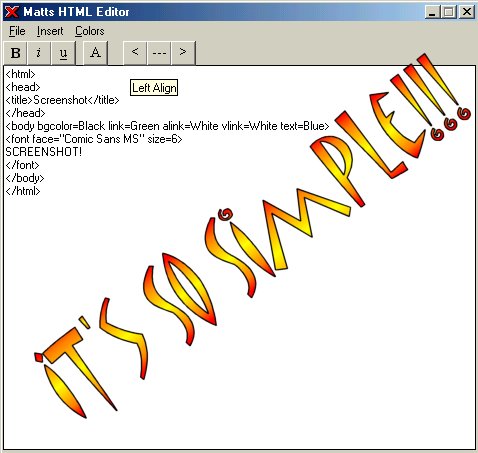 Matts HTML Editor
File Insert Colors
B i u A < --- >
Left Align
<html>
<head>
<title>Screenshot</title>
</head>
<body bgcolor=Black link=Green alink=White vlink=White text=Blue>
<font face="Comic Sans MS" size=6>
SCREENSHOT!
</font>
</body>
</html>
iT'S SO SiMPLE!!!